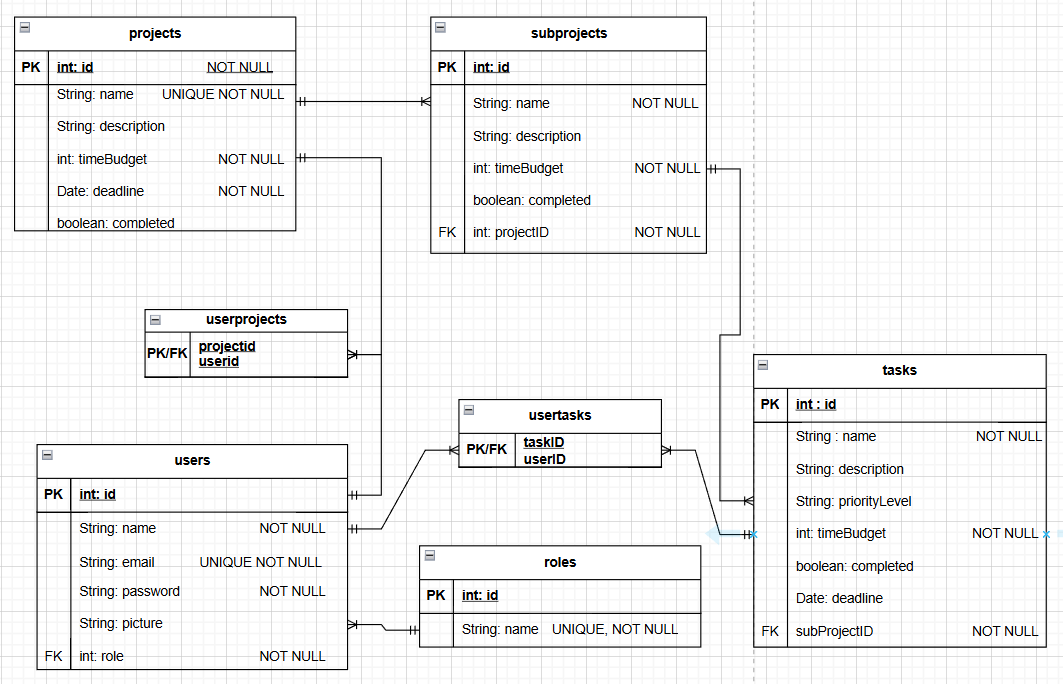 projects
PK int: id NOT NULL
String: name UNIQUE NOT NULL
String: description
int: timeBudget NOT NULL
Date: deadline NOT NULL
boolean: completed
subprojects
PK int: id
String: name NOT NULL
String: description
int: timeBudget NOT NULL
boolean: completed
FK int: projectID NOT NULL
userprojects
PK/FK projectid
userid
usertasks
PK/FK taskID
userID
tasks
PK int : id
String : name NOT NULL
String: description
String: priorityLevel
int: timeBudget NOT NULL
boolean: completed
Date: deadline
FK subProjectID NOT NULL
users
PK int: id
String: name NOT NULL
String: email UNIQUE NOT NULL
String: password NOT NULL
String: picture
FK int: role NOT NULL
roles
PK int: id
String: name UNIQUE, NOT NULL